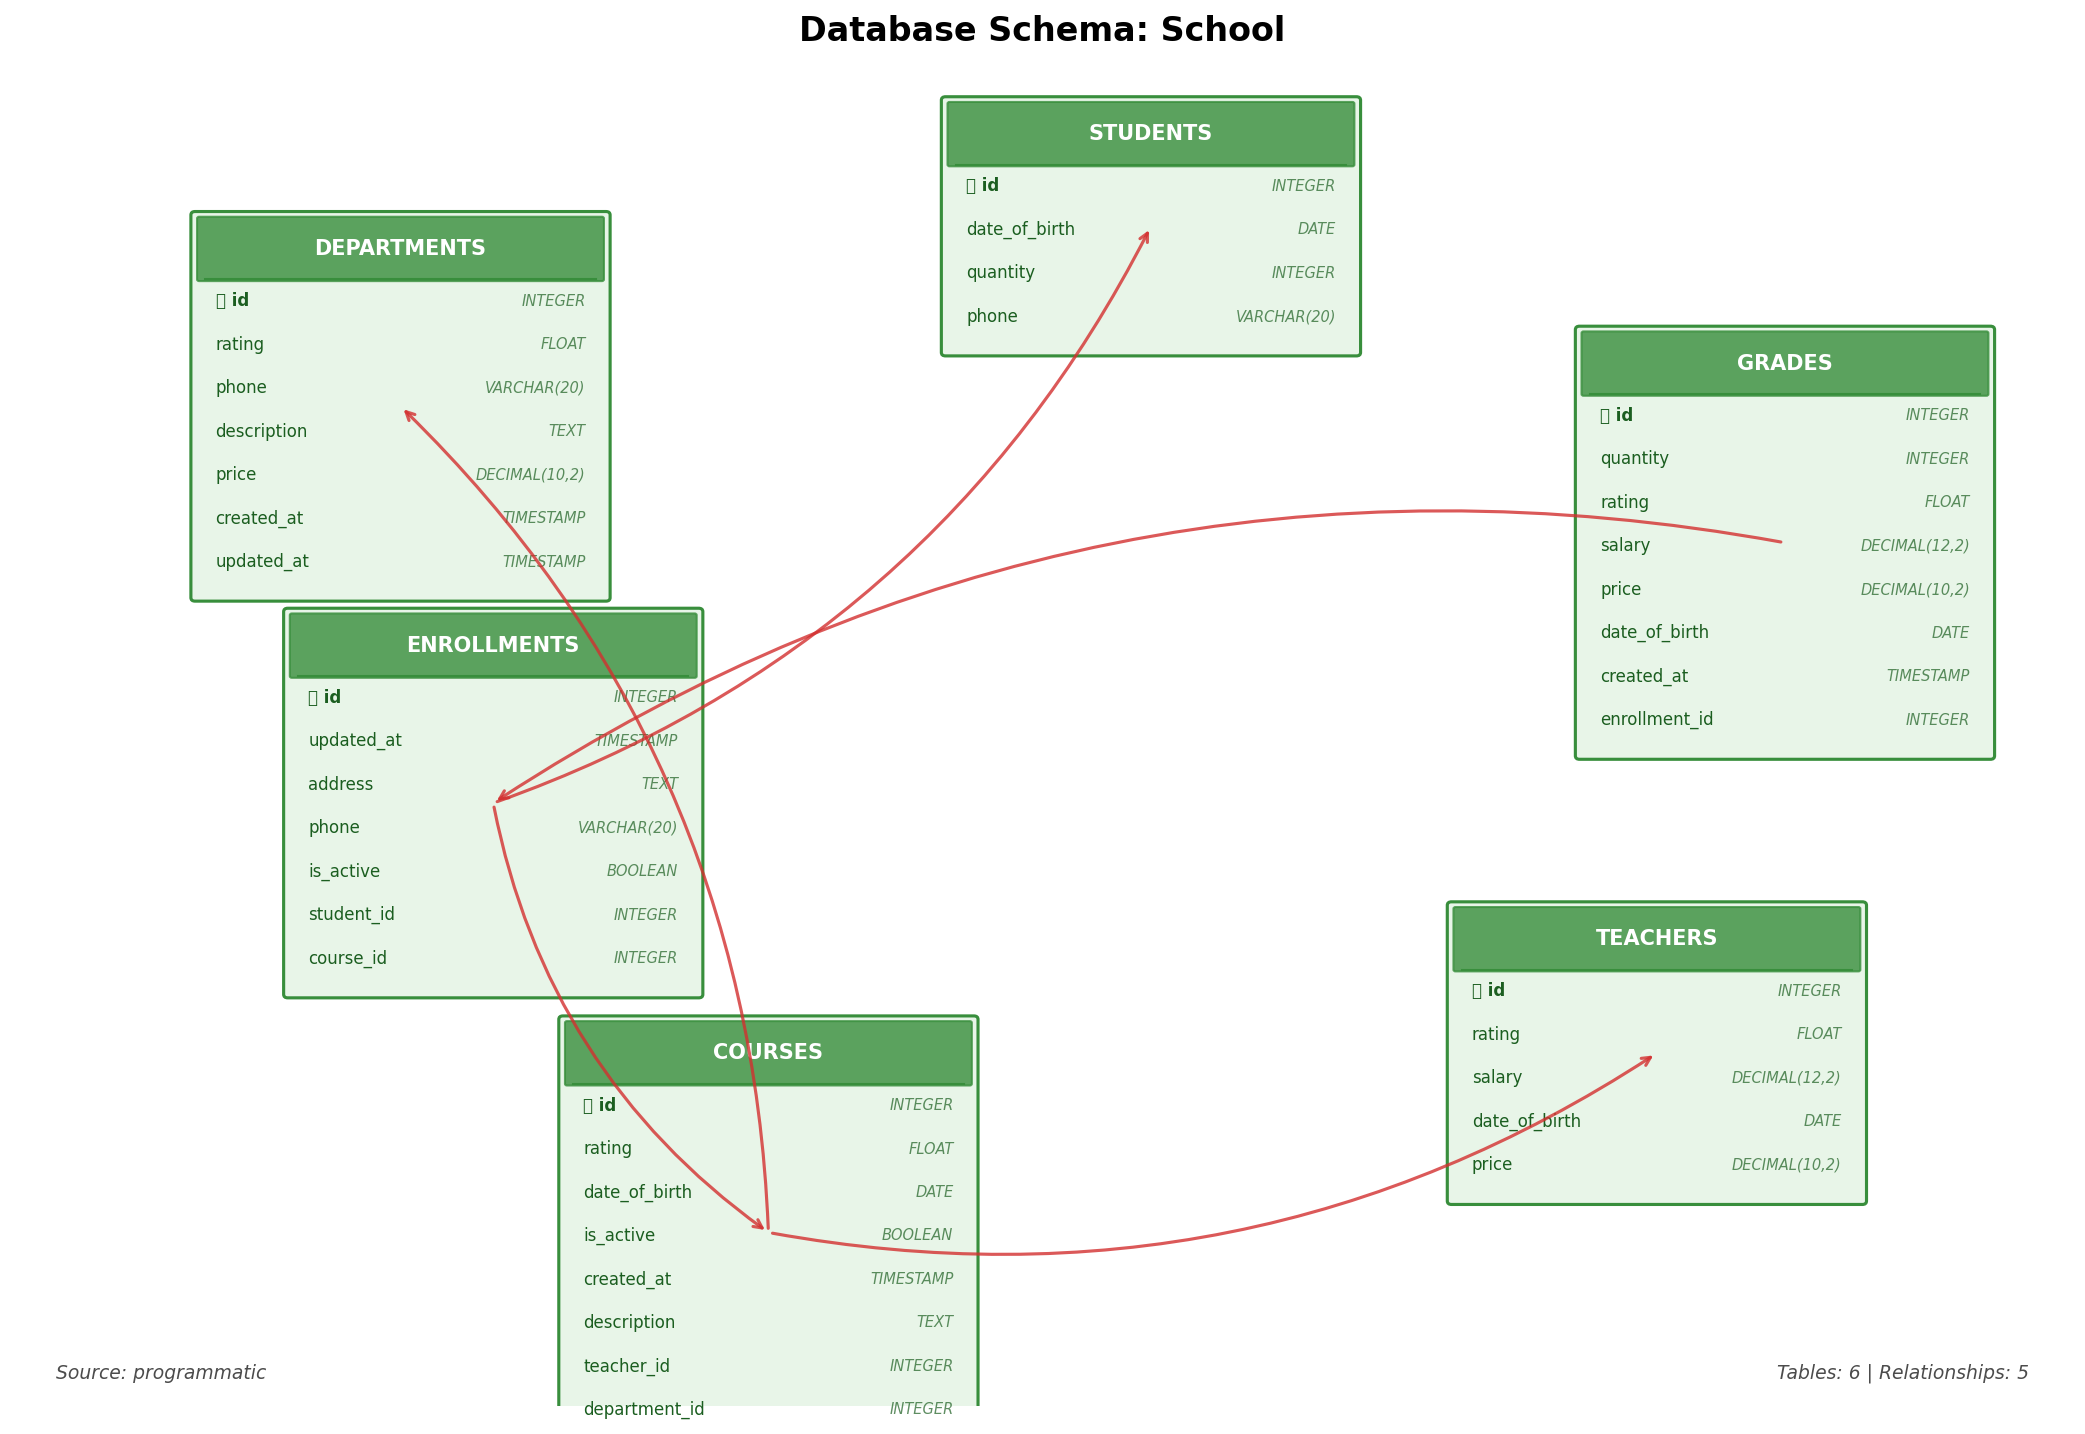 Database Schema: School
STUDENTS
id INTEGER
date_of_birth DATE
quantity INTEGER
phone VARCHAR(20)
DEPARTMENTS
id INTEGER
rating FLOAT
phone VARCHAR(20)
description TEXT
price DECIMAL(10,2)
created_at TIMESTAMP
updated_at TIMESTAMP
GRADES
id INTEGER
quantity INTEGER
rating FLOAT
salary DECIMAL(12,2)
price DECIMAL(10,2)
date_of_birth DATE
created_at TIMESTAMP
enrollment_id INTEGER
ENROLLMENTS
id INTEGER
updated_at TIMESTAMP
address TEXT
phone VARCHAR(20)
is_active BOOLEAN
student_id INTEGER
course_id INTEGER
TEACHERS
id INTEGER
rating FLOAT
salary DECIMAL(12,2)
date_of_birth DATE
price DECIMAL(10,2)
COURSES
id INTEGER
rating FLOAT
date_of_birth DATE
is_active BOOLEAN
created_at TIMESTAMP
description TEXT
teacher_id INTEGER
department_id INTEGER
Source: programmatic
Tables: 6 | Relationships: 5